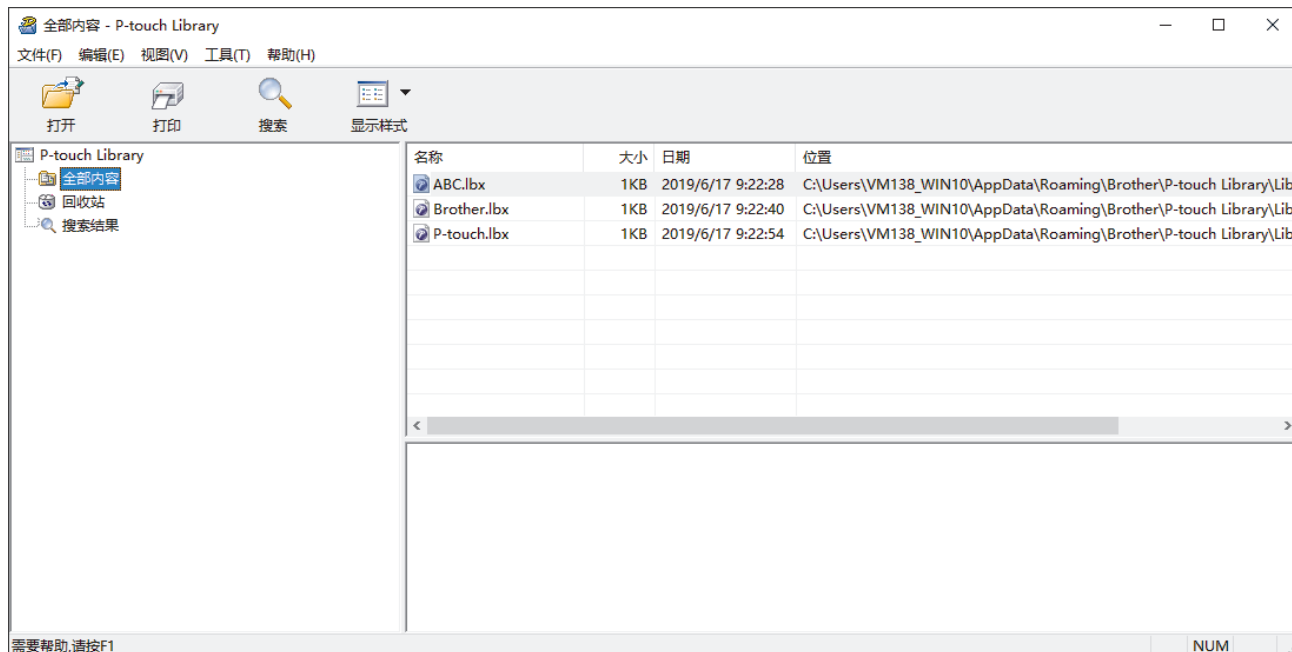 全部内容 - P-touch Library
文件(F) 编辑(E) 视图(V) 工具(T) 帮助(H)
打开 打印 搜索 显示样式
P-touch Library
全部内容
回收站
搜索结果
名称 大小 日期 位置
ABC.lbx 1KB 2019/6/17 9:22:28 C:\Users\VM138_WIN10\AppData\Roaming\Brother\P-touch Library\Lib
Brother.lbx 1KB 2019/6/17 9:22:40 C:\Users\VM138_WIN10\AppData\Roaming\Brother\P-touch Library\Lib
P-touch.lbx 1KB 2019/6/17 9:22:54 C:\Users\VM138_WIN10\AppData\Roaming\Brother\P-touch Library\Lib
需要帮助,请按F1 NUM